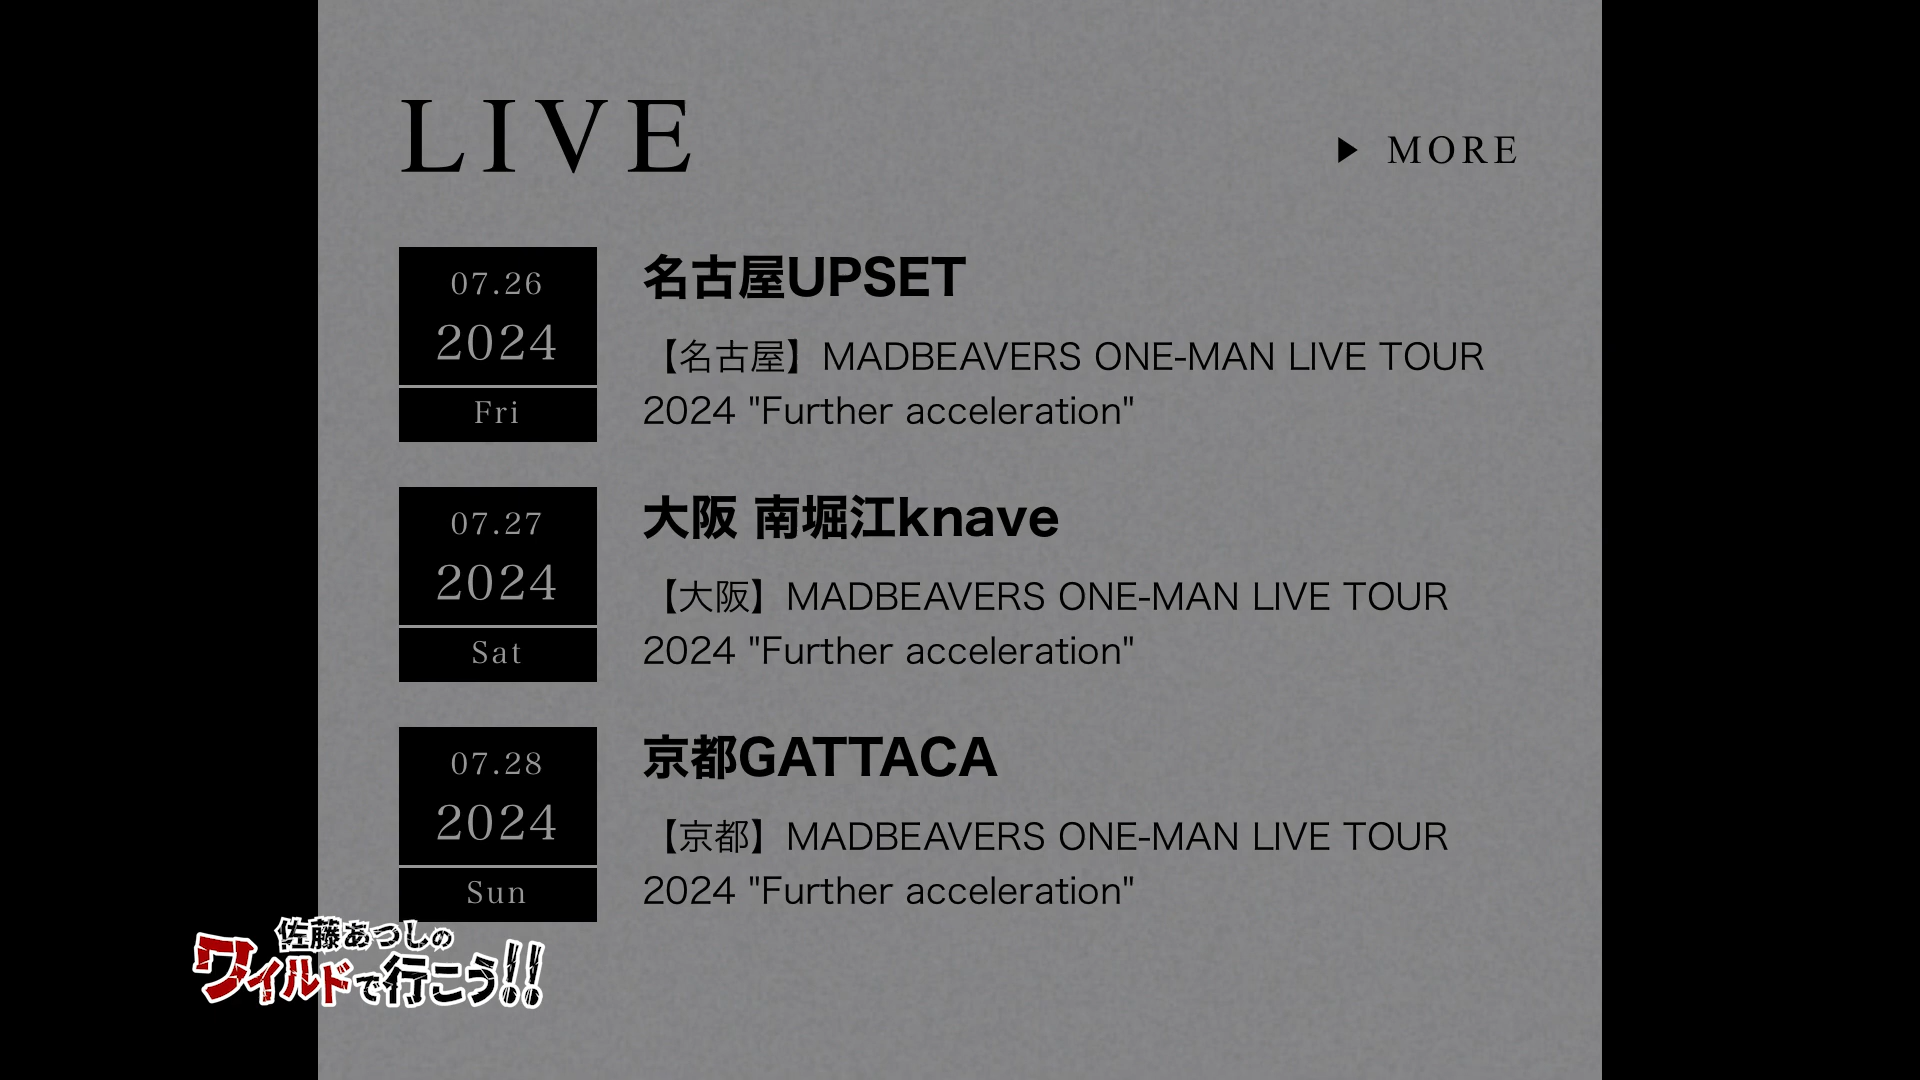 LIVE
▶ MORE
07.26
2024
Fri
名古屋UPSET
【名古屋】MADBEAVERS ONE-MAN LIVE TOUR
2024 "Further acceleration"
07.27
2024
Sat
大阪 南堀江knave
【大阪】MADBEAVERS ONE-MAN LIVE TOUR
2024 "Further acceleration"
07.28
2024
Sun
京都GATTACA
【京都】MADBEAVERS ONE-MAN LIVE TOUR
2024 "Further acceleration"
佐藤あつしの
ワイルドで行こう!!